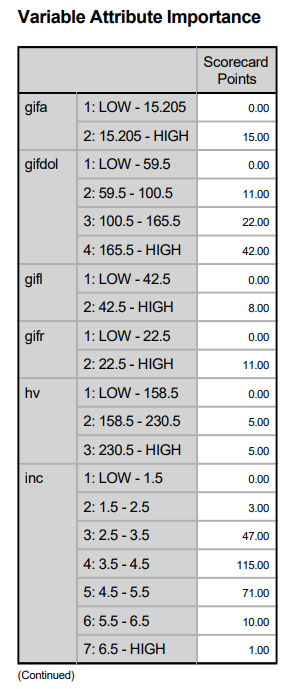 Variable Attribute Importance
Scorecard
Points
gifa 1: LOW - 15.205 0.00
2: 15.205 - HIGH 15.00
gifdol 1: LOW - 59.5 0.00
2: 59.5 - 100.5 11.00
3: 100.5 - 165.5 22.00
4: 165.5 - HIGH 42.00
gifl 1: LOW - 42.5 0.00
2: 42.5 - HIGH 8.00
gifr 1: LOW - 22.5 0.00
2: 22.5 - HIGH 11.00
hv 1: LOW - 158.5 0.00
2: 158.5 - 230.5 5.00
3: 230.5 - HIGH 5.00
inc 1: LOW - 1.5 0.00
2: 1.5 - 2.5 3.00
3: 2.5 - 3.5 47.00
4: 3.5 - 4.5 115.00
5: 4.5 - 5.5 71.00
6: 5.5 - 6.5 10.00
7: 6.5 - HIGH 1.00
(Continued)